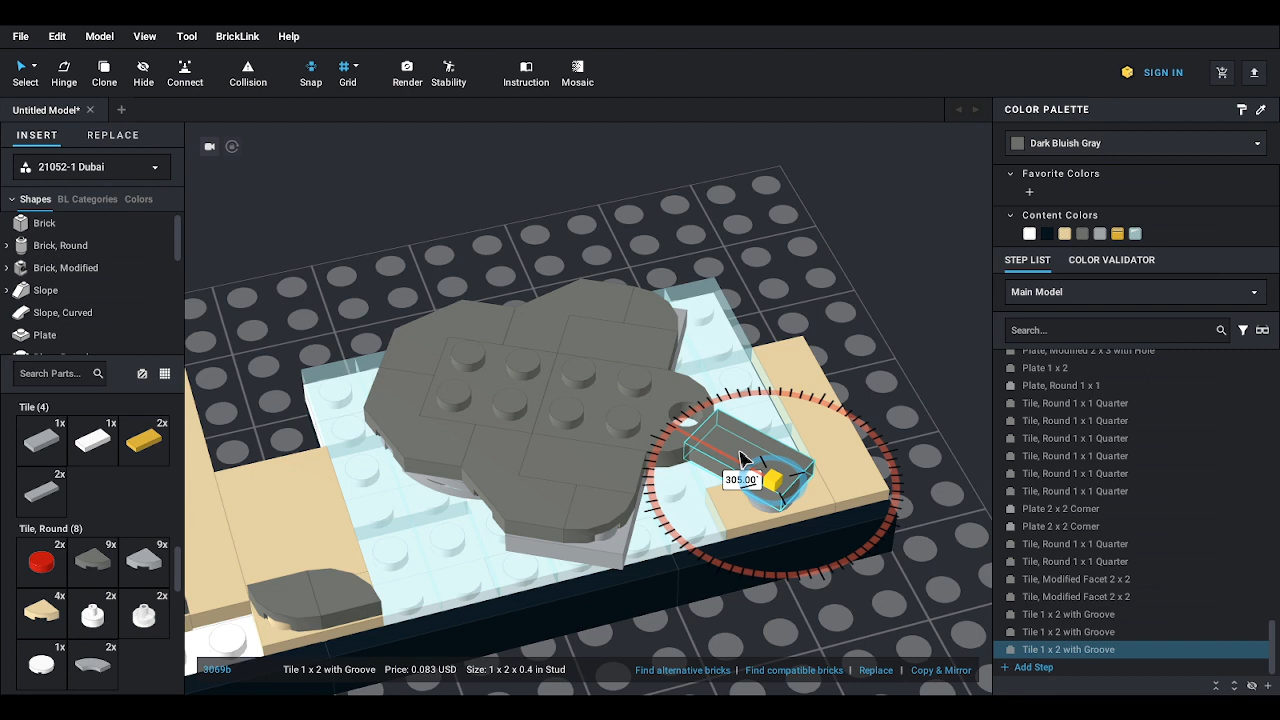 File Edit Model View Tool BrickLink Help
Select Hinge Clone Hide Connect Collision Snap Grid Render Stability Instruction Mosaic SIGN IN
Untitled Model*
INSERT REPLACE
21052-1 Dubai
Shapes BL Categories Colors
Brick
Brick, Round
Brick, Modified
Slope
Slope, Curved
Plate
Search Parts...
Tile (4)
1x 1x 2x
2x
Tile, Round (8)
2x 9x 9x
4x 2x 2x
1x 2x
305.00°
3069b Tile 1 x 2 with Groove Price: 0.083 USD Size: 1 x 2 x 0.4 in Stud Find alternative bricks | Find compatible bricks | Replace | Copy & Mirror
COLOR PALETTE
Dark Bluish Gray
Favorite Colors
+
Content Colors
STEP LIST COLOR VALIDATOR
Main Model
Search...
Plate, Modified 2 x 3 with Hole
Plate 1 x 2
Plate, Round 1 x 1
Tile, Round 1 x 1 Quarter
Tile, Round 1 x 1 Quarter
Tile, Round 1 x 1 Quarter
Tile, Round 1 x 1 Quarter
Tile, Round 1 x 1 Quarter
Tile, Round 1 x 1 Quarter
Plate 2 x 2 Corner
Plate 2 x 2 Corner
Tile, Round 1 x 1 Quarter
Tile, Round 1 x 1 Quarter
Tile, Modified Facet 2 x 2
Tile, Modified Facet 2 x 2
Tile 1 x 2 with Groove
Tile 1 x 2 with Groove
Tile 1 x 2 with Groove
+ Add Step